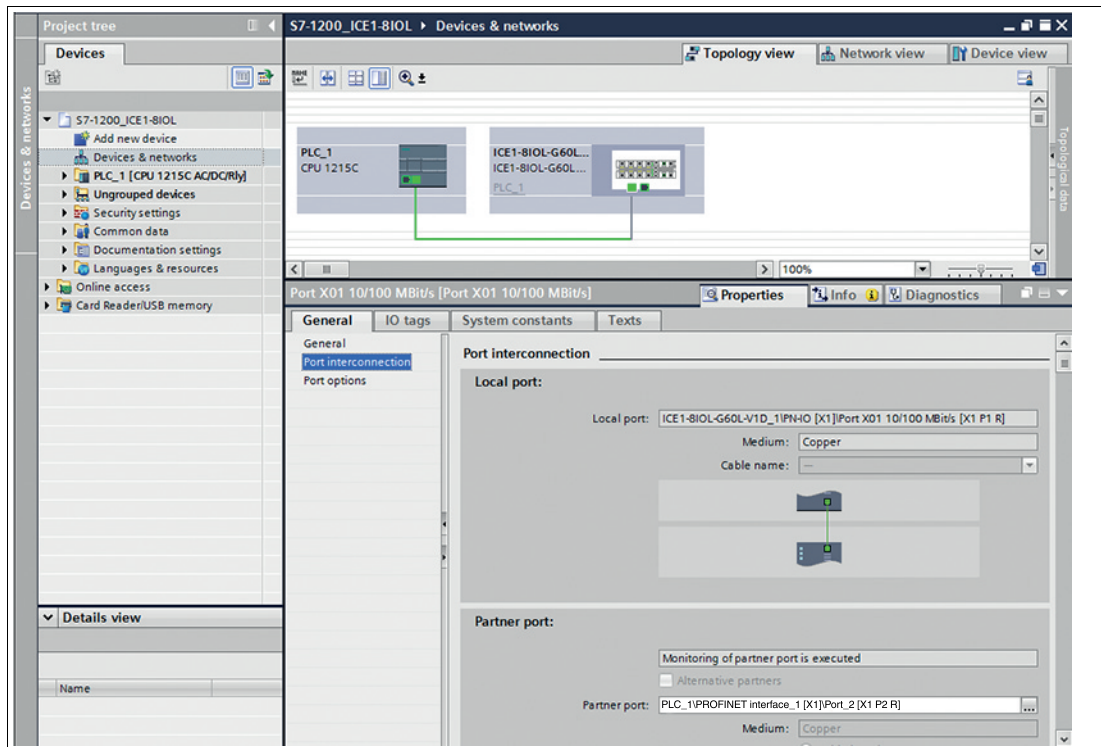 Project tree
S7-1200_ICE1-8IOL ▸ Devices & networks
Devices
Topology view
Network view
Device view
Devices & networks
S7-1200_ICE1-8IOL
Add new device
Devices & networks
PLC_1 [CPU 1215C AC/DC/Rly]
Ungrouped devices
Security settings
Common data
Documentation settings
Languages & resources
Online access
Card Reader/USB memory
PLC_1
CPU 1215C
ICE1-8IOL-G60L...
ICE1-8IOL-G60L...
PLC_1
Topological data
100%
Port X01 10/100 MBit/s [Port X01 10/100 MBit/s]
Properties
Info
Diagnostics
General
IO tags
System constants
Texts
General
Port interconnection
Port options
Port interconnection
Local port:
Local port: ICE1-8IOL-G60L-V1D_1\PN-IO [X1]\Port X01 10/100 MBit/s [X1 P1 R]
Medium: Copper
Cable name: ---
Partner port:
Monitoring of partner port is executed
Alternative partners
Partner port: PLC_1\PROFINET interface_1 [X1]\Port_2 [X1 P2 R] ...
Medium: Copper
Details view
Name